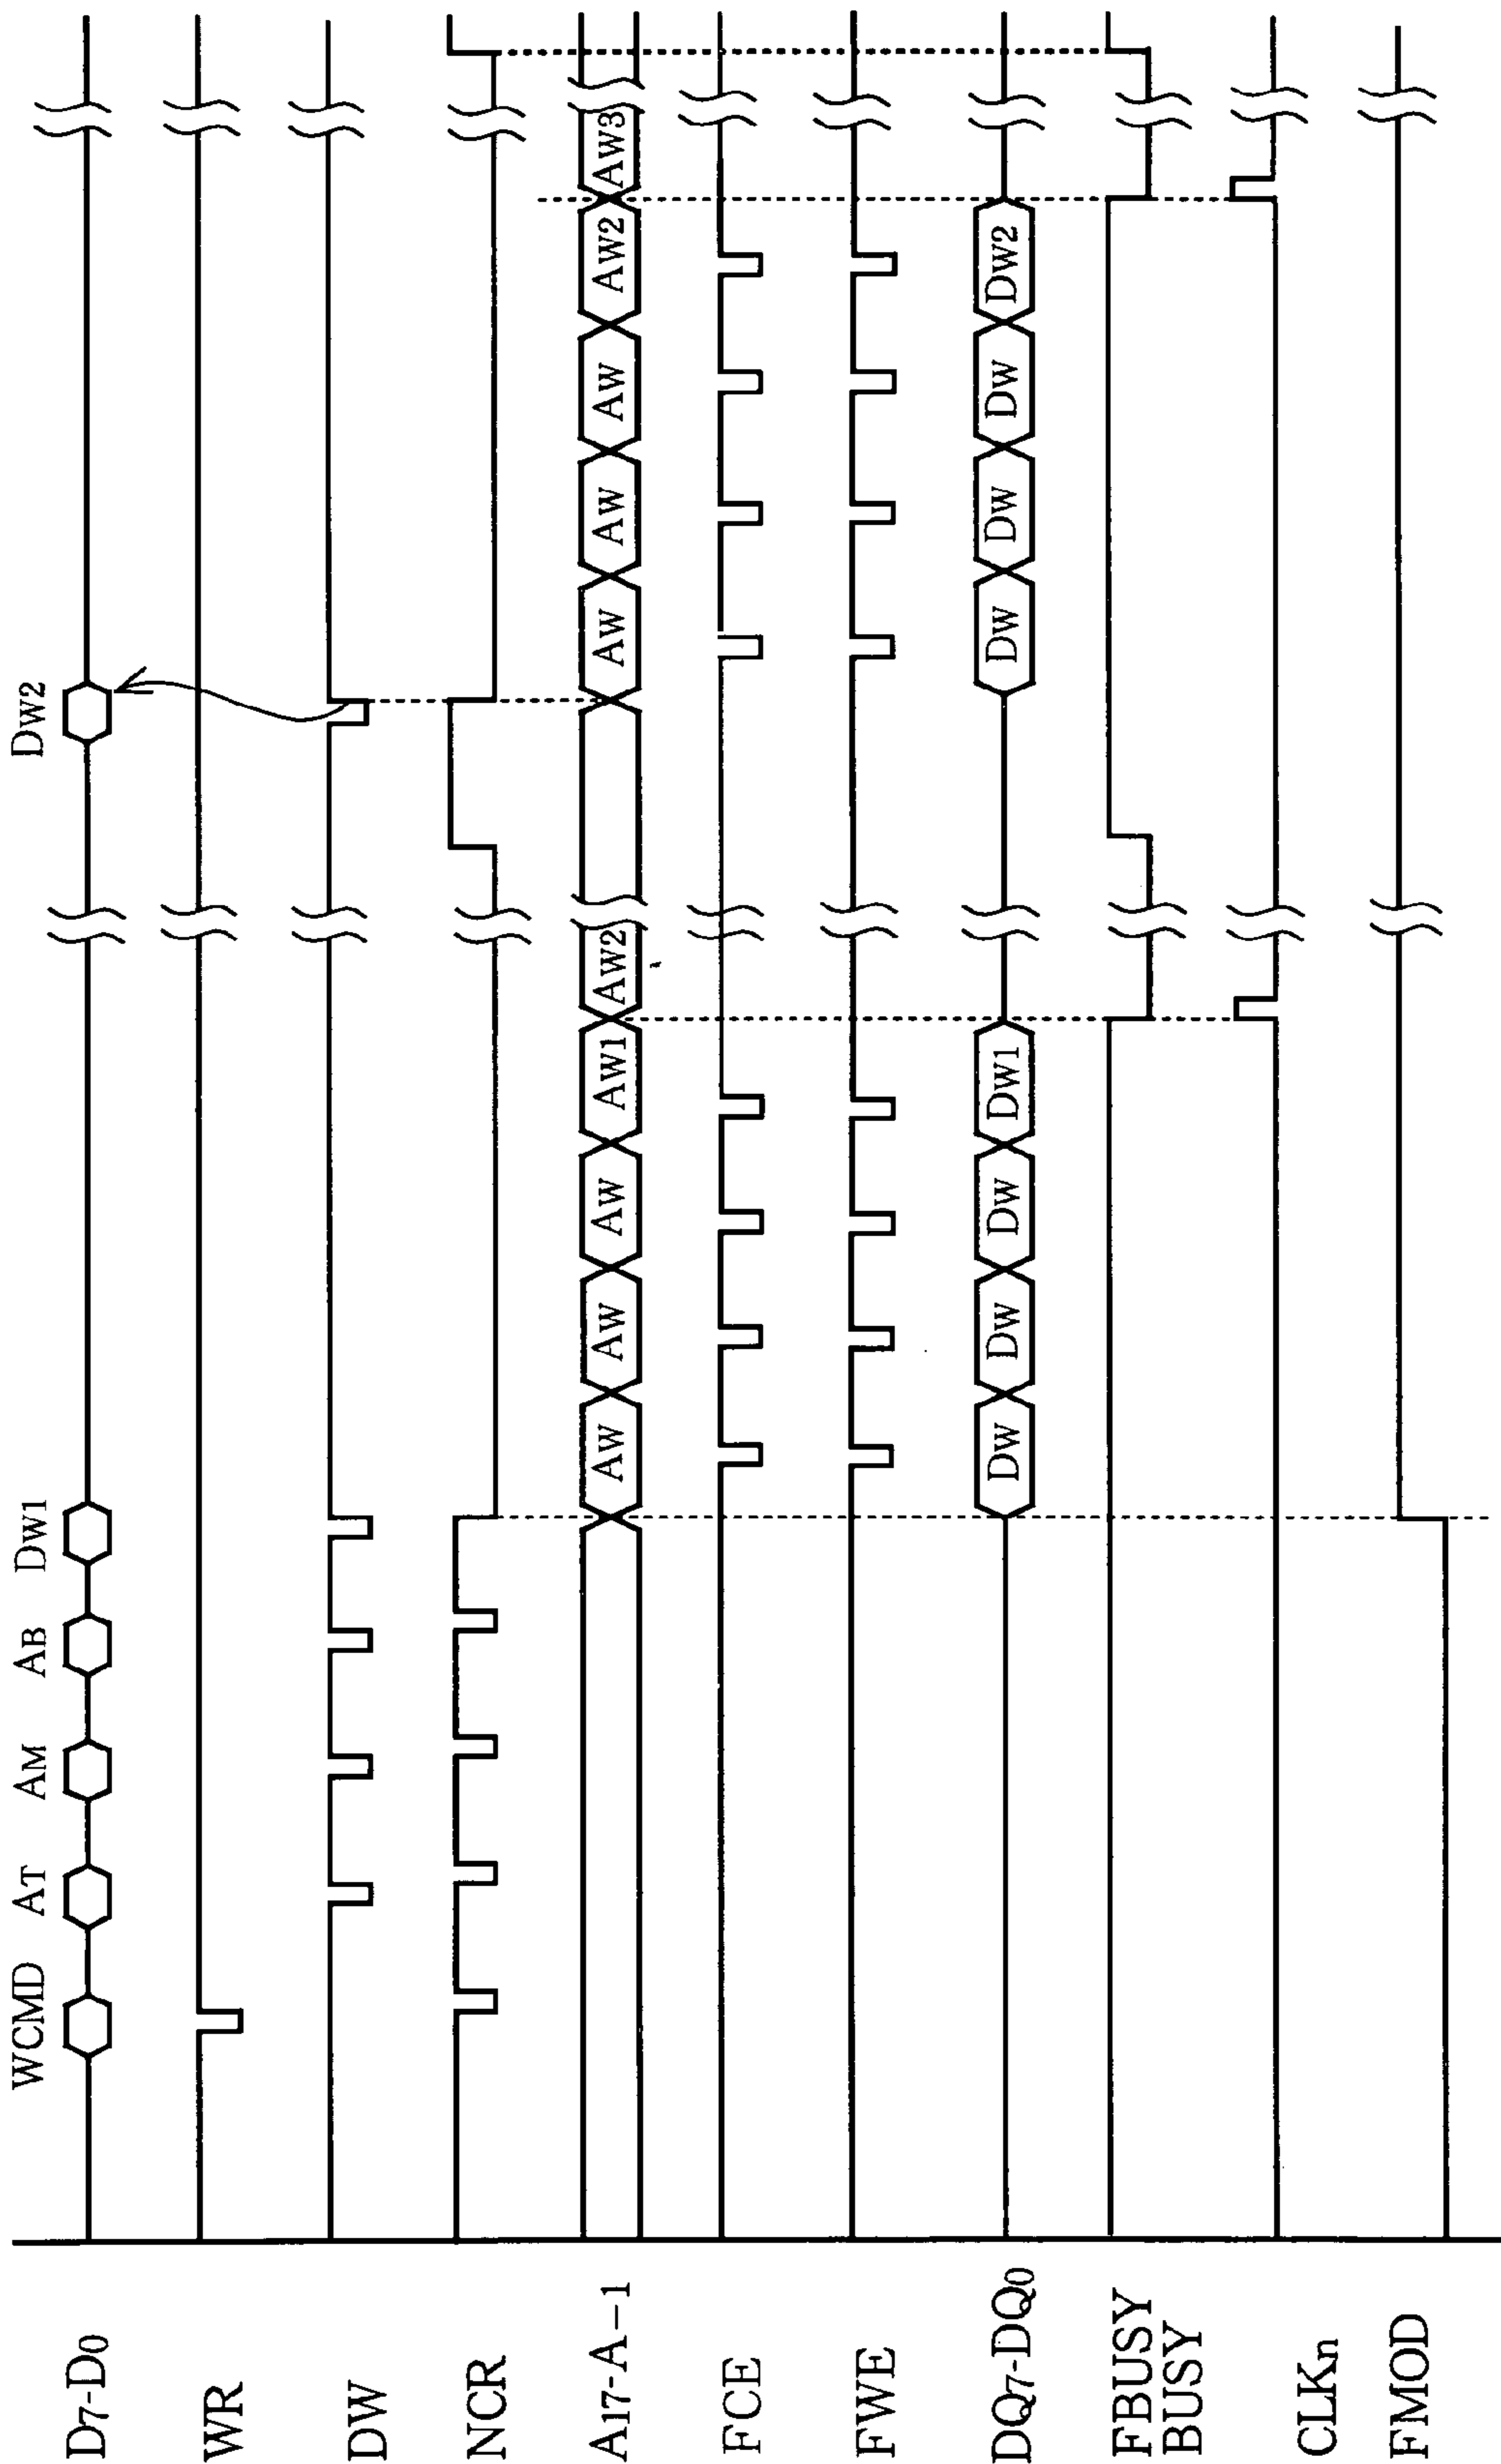 WCMD AT AM AB DW1 DW2
D7-D0
WR
DW
NCR
A17-A-1 AW AW AW AW1 AW2 AW AW AW AW2 AW3
FCE
FWE
DQ7-DQ0 DW DW DW DW1 DW DW DW DW2
FBUSY
BUSY
CLKn
FMOD